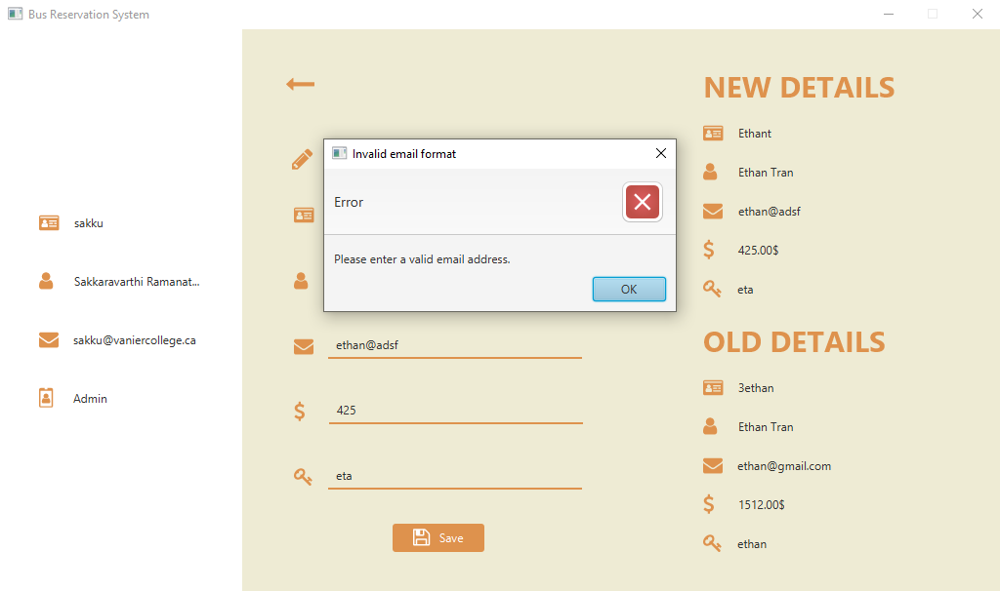 Bus Reservation System
sakku
Sakkaravarthi Ramanat...
sakku@vaniercollege.ca
Admin
Invalid email format
Error
Please enter a valid email address.
OK
ethan@adsf
$ 425
eta
Save
NEW DETAILS
Ethant
Ethan Tran
ethan@adsf
$ 425.00$
eta
OLD DETAILS
3ethan
Ethan Tran
ethan@gmail.com
$ 1512.00$
ethan